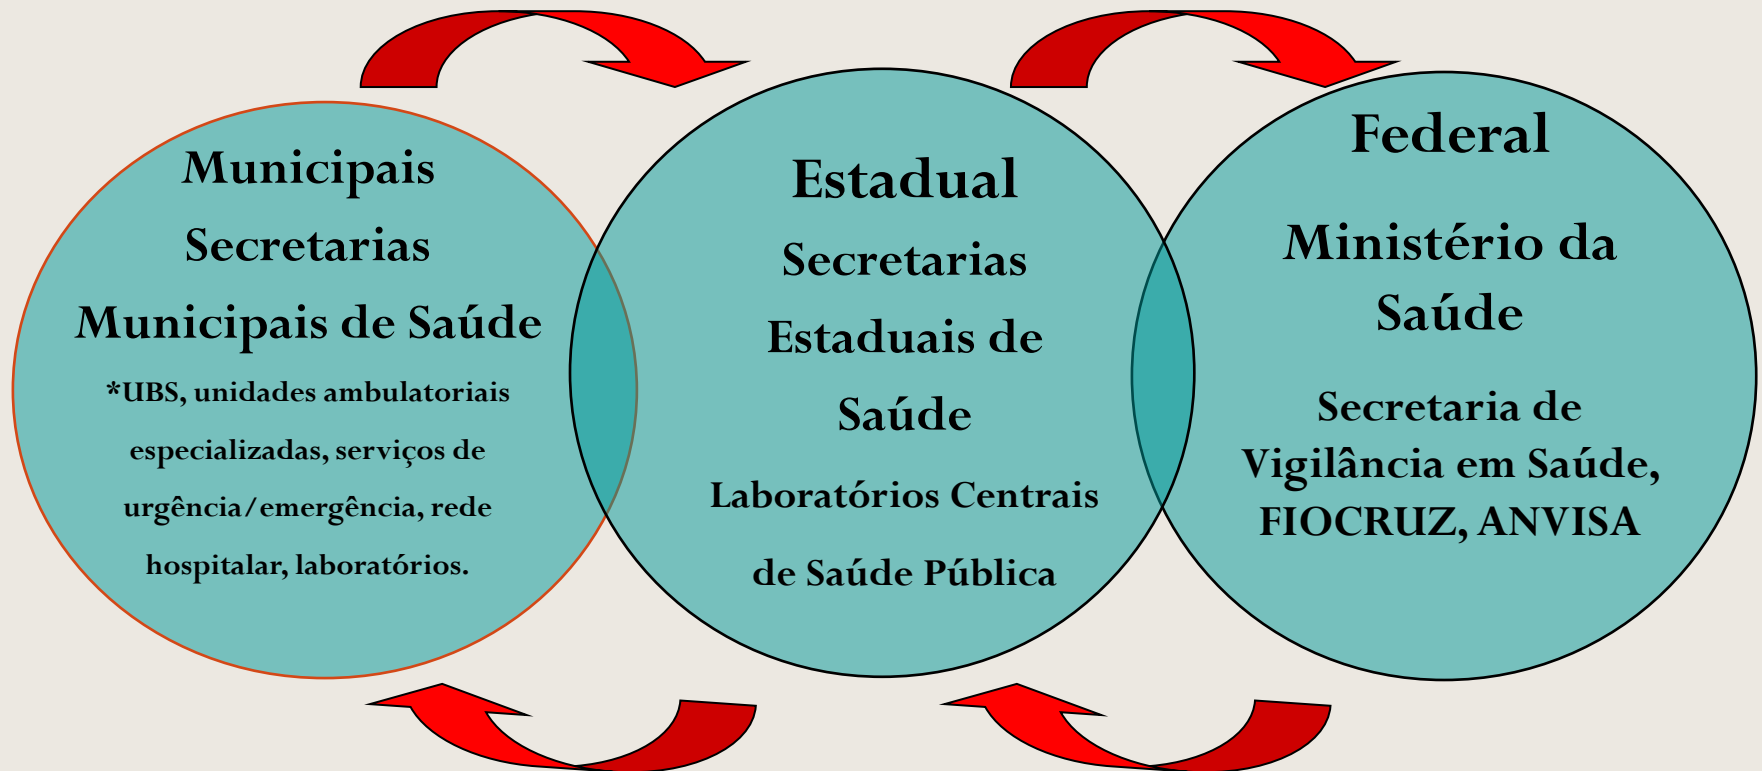 Municipais
Secretarias
Municipais de Saúde
*UBS, unidades ambulatoriais
especializadas, serviços de
urgência/emergência, rede
hospitalar, laboratórios.
Estadual
Secretarias
Estaduais de
Saúde
Laboratórios Centrais
de Saúde Pública
Federal
Ministério da
Saúde
Secretaria de
Vigilância em Saúde,
FIOCRUZ, ANVISA